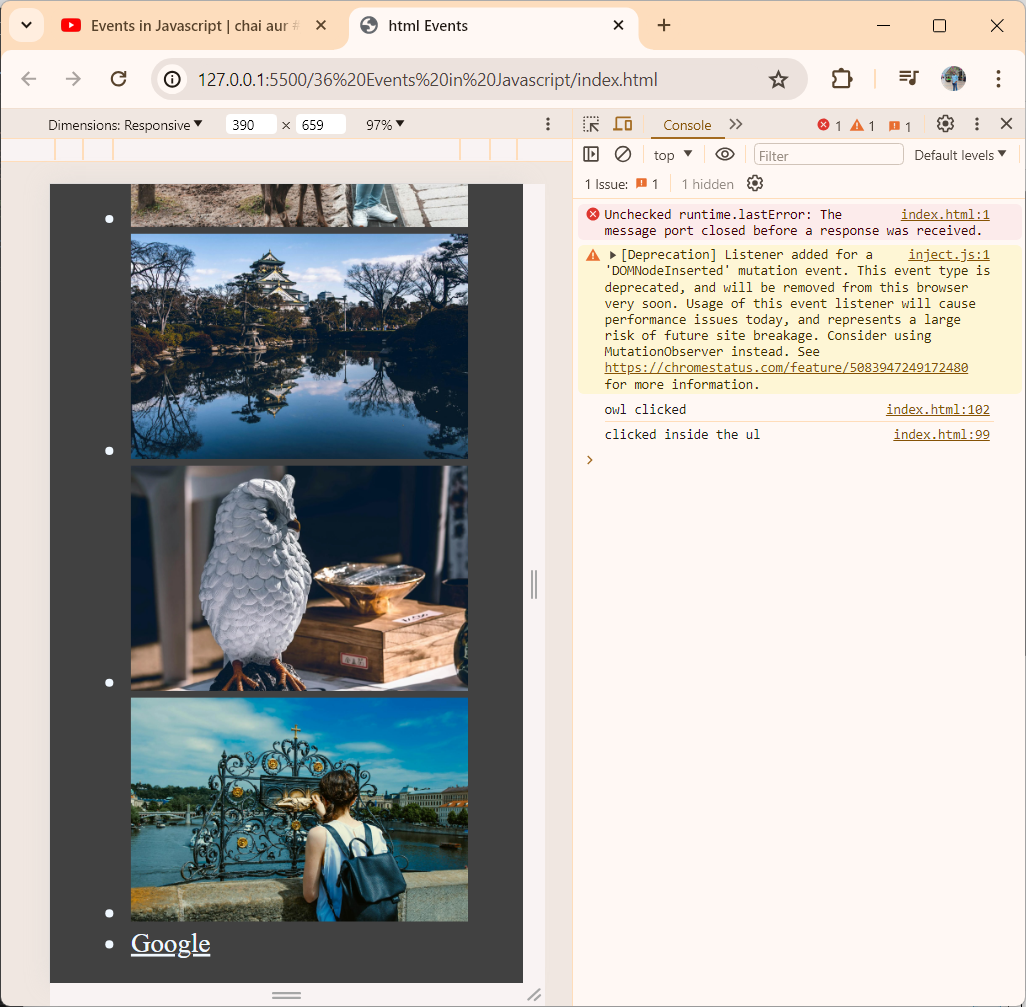 Events in Javascript | chai aur #
html Events
127.0.0.1:5500/36%20Events%20in%20Javascript/index.html
Dimensions: Responsive
390 × 659
97%
Console
1
1
1
top
Filter
Default levels
1 Issue: 1
1 hidden
Unchecked runtime.lastError: The
index.html:1
message port closed before a response was received.
[Deprecation] Listener added for a
inject.js:1
'DOMNodeInserted' mutation event. This event type is
deprecated, and will be removed from this browser
very soon. Usage of this event listener will cause
performance issues today, and represents a large
risk of future site breakage. Consider using
MutationObserver instead. See
https://chromestatus.com/feature/5083947249172480
for more information.
owl clicked
index.html:102
clicked inside the ul
index.html:99
Google